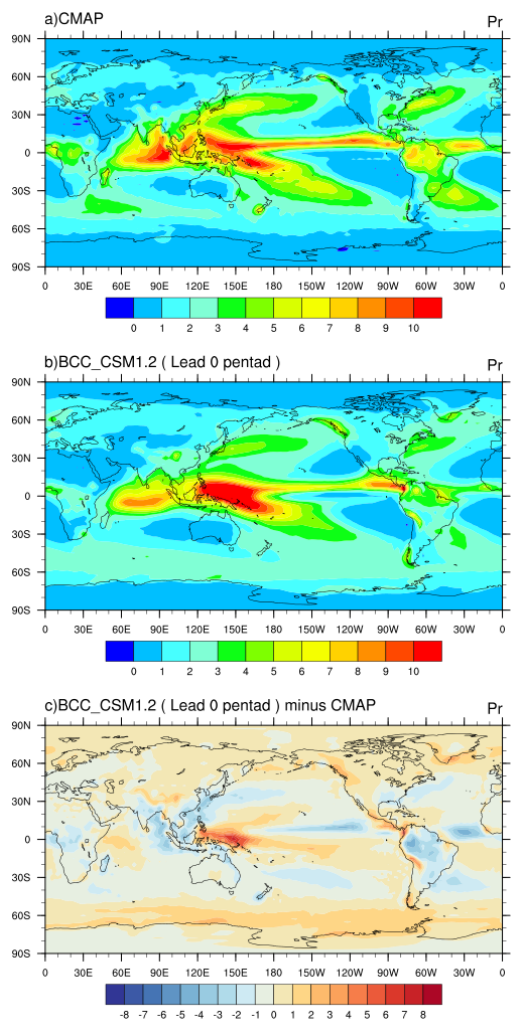 a)CMAP Pr
90N
60N
30N
0
30S
60S
90S
0 30E 60E 90E 120E 150E 180 150W 120W 90W 60W 30W 0
0 1 2 3 4 5 6 7 8 9 10
b)BCC_CSM1.2 ( Lead 0 pentad ) Pr
90N
60N
30N
0
30S
60S
90S
0 30E 60E 90E 120E 150E 180 150W 120W 90W 60W 30W 0
0 1 2 3 4 5 6 7 8 9 10
c)BCC_CSM1.2 ( Lead 0 pentad ) minus CMAP Pr
90N
60N
30N
0
30S
60S
90S
0 30E 60E 90E 120E 150E 180 150W 120W 90W 60W 30W 0
-8 -7 -6 -5 -4 -3 -2 -1 0 1 2 3 4 5 6 7 8